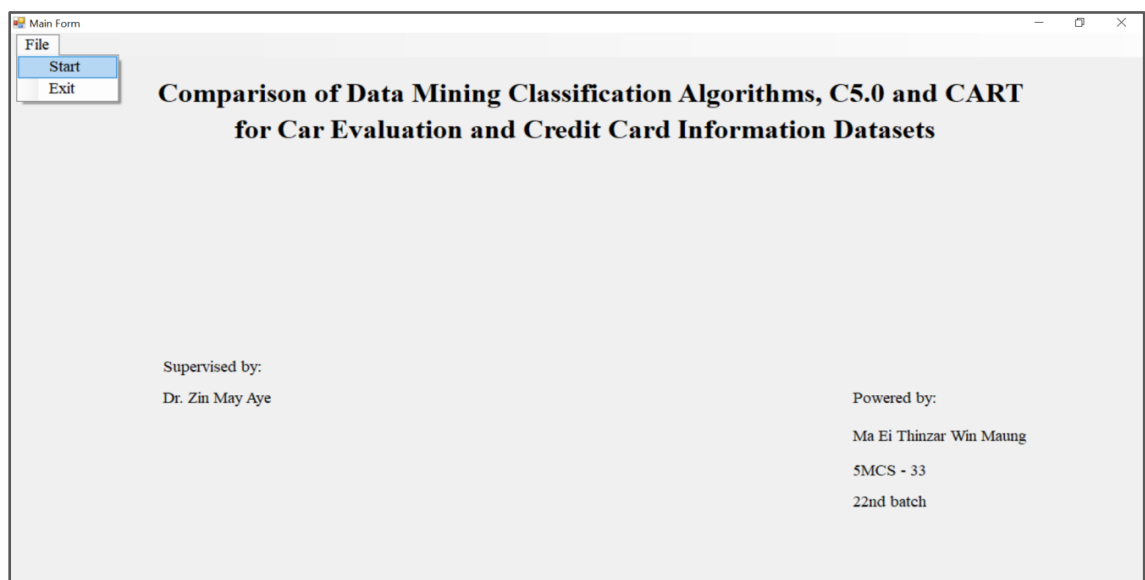 Main Form
File
Start
Exit
Comparison of Data Mining Classification Algorithms, C5.0 and CART
for Car Evaluation and Credit Card Information Datasets
Supervised by:
Dr. Zin May Aye
Powered by:
Ma Ei Thinzar Win Maung
5MCS - 33
22nd batch